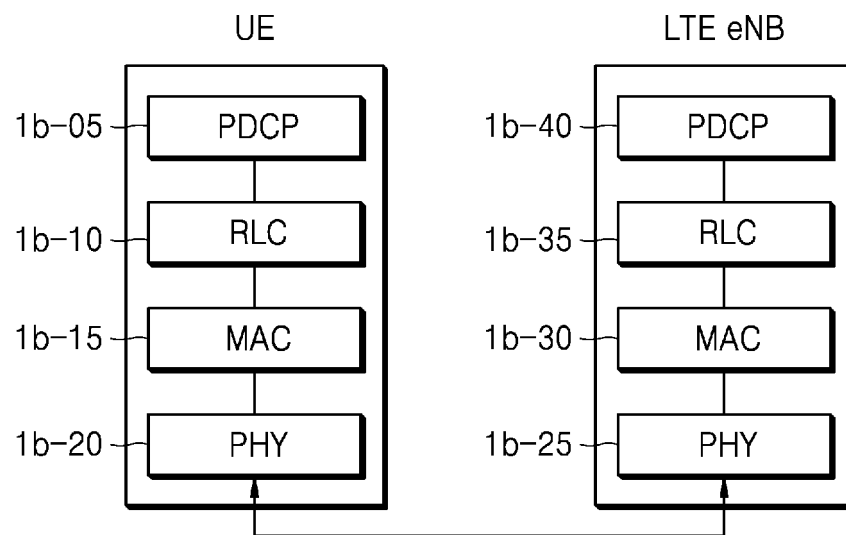 UE
LTE eNB
1b-05
PDCP
1b-40
PDCP
1b-10
RLC
1b-35
RLC
1b-15
MAC
1b-30
MAC
1b-20
PHY
1b-25
PHY